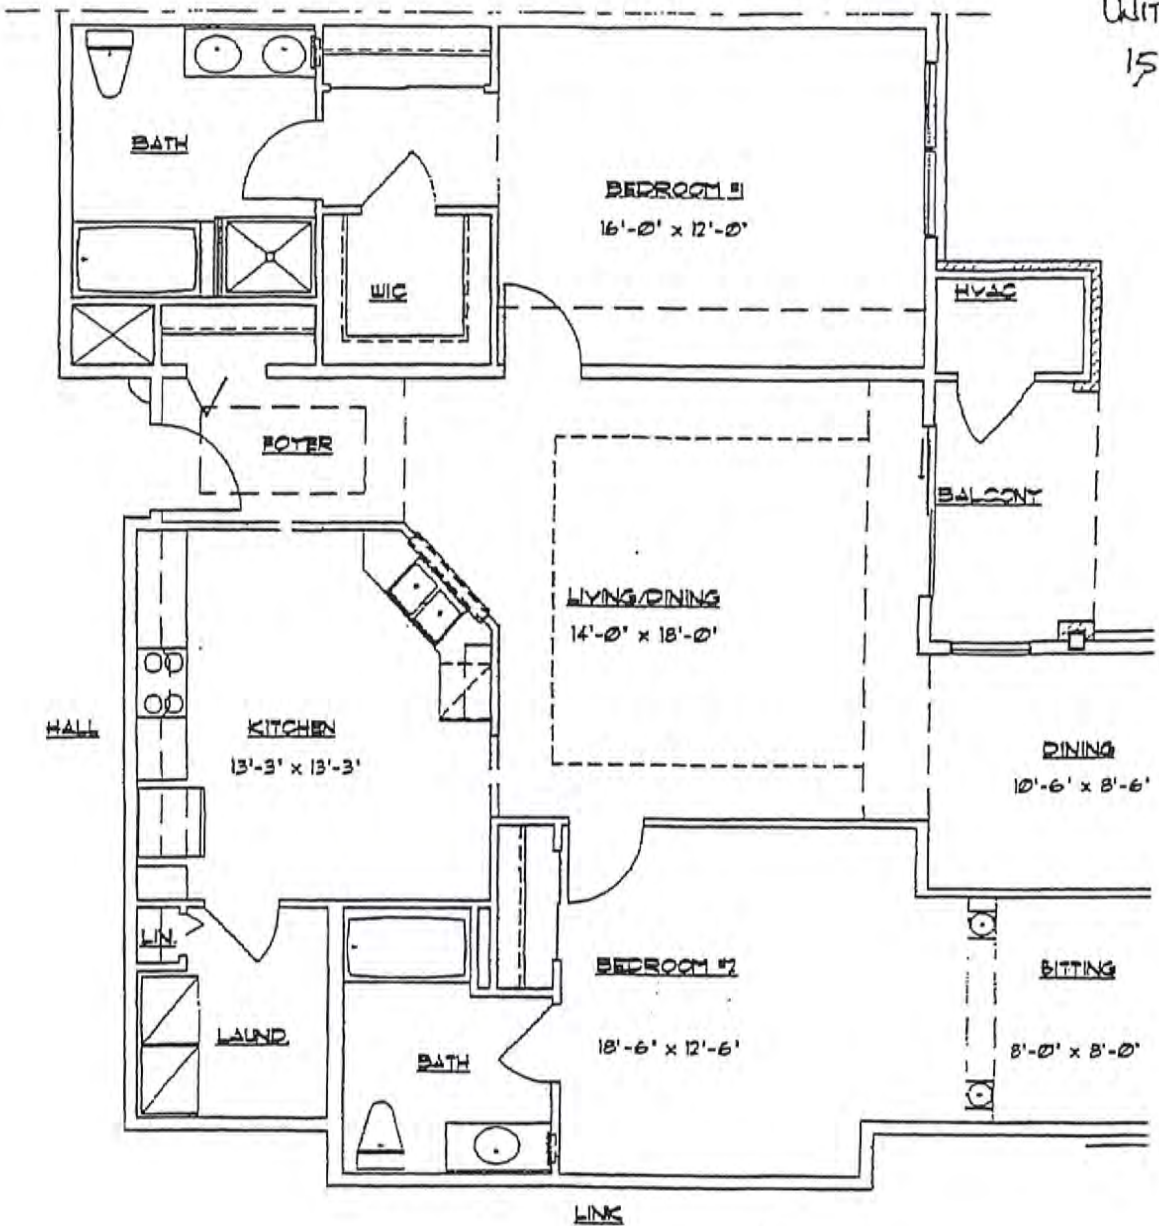 UNIT
15
BATH
BEDROOM #1
16'-0" x 12'-0"
WIC
HVAC
FOYER
BALCONY
LIVING/DINING
14'-0" x 18'-0"
HALL
KITCHEN
13'-3" x 13'-3"
DINING
10'-6" x 8'-6"
LIN.
BEDROOM #2
SITTING
LAUND.
18'-6" x 12'-6"
8'-0" x 8'-0"
BATH
LINK